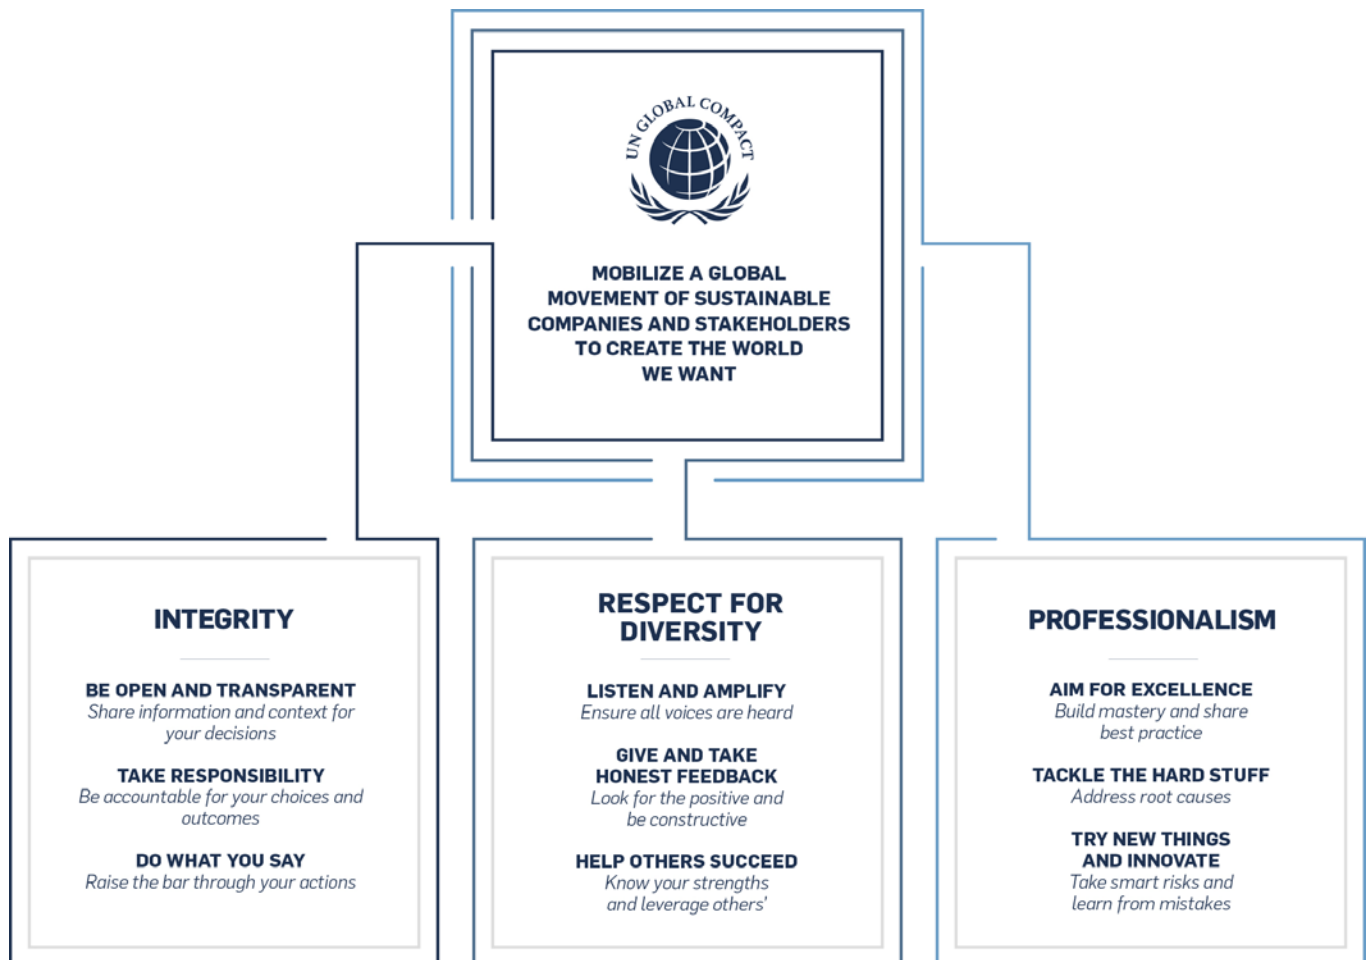 UN GLOBAL COMPACT
MOBILIZE A GLOBAL
MOVEMENT OF SUSTAINABLE
COMPANIES AND STAKEHOLDERS
TO CREATE THE WORLD
WE WANT
INTEGRITY
BE OPEN AND TRANSPARENT
Share information and context for
your decisions
TAKE RESPONSIBILITY
Be accountable for your choices and
outcomes
DO WHAT YOU SAY
Raise the bar through your actions
RESPECT FOR
DIVERSITY
LISTEN AND AMPLIFY
Ensure all voices are heard
GIVE AND TAKE
HONEST FEEDBACK
Look for the positive and
be constructive
HELP OTHERS SUCCEED
Know your strengths
and leverage others'
PROFESSIONALISM
AIM FOR EXCELLENCE
Build mastery and share
best practice
TACKLE THE HARD STUFF
Address root causes
TRY NEW THINGS
AND INNOVATE
Take smart risks and
learn from mistakes